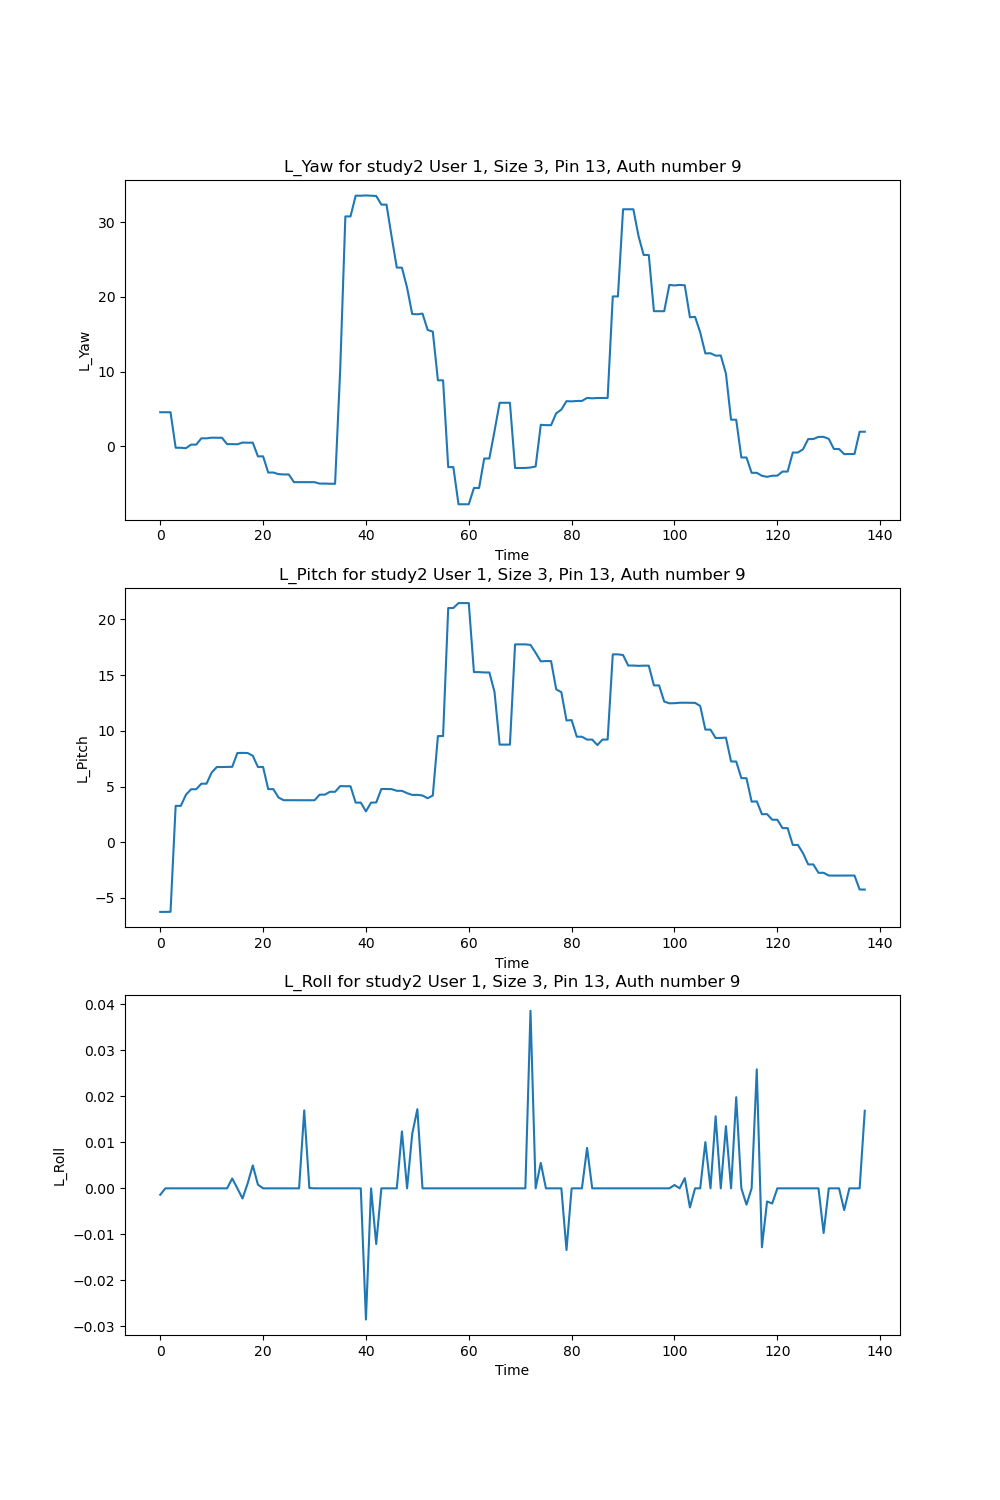 L_Yaw for study2 User 1, Size 3, Pin 13, Auth number 9
30
20
10
0
L_Yaw
0 20 40 60 80 100 120 140
Time
L_Pitch for study2 User 1, Size 3, Pin 13, Auth number 9
20
15
10
5
0
−5
L_Pitch
0 20 40 60 80 100 120 140
Time
L_Roll for study2 User 1, Size 3, Pin 13, Auth number 9
0.04
0.03
0.02
0.01
0.00
−0.01
−0.02
−0.03
L_Roll
0 20 40 60 80 100 120 140
Time